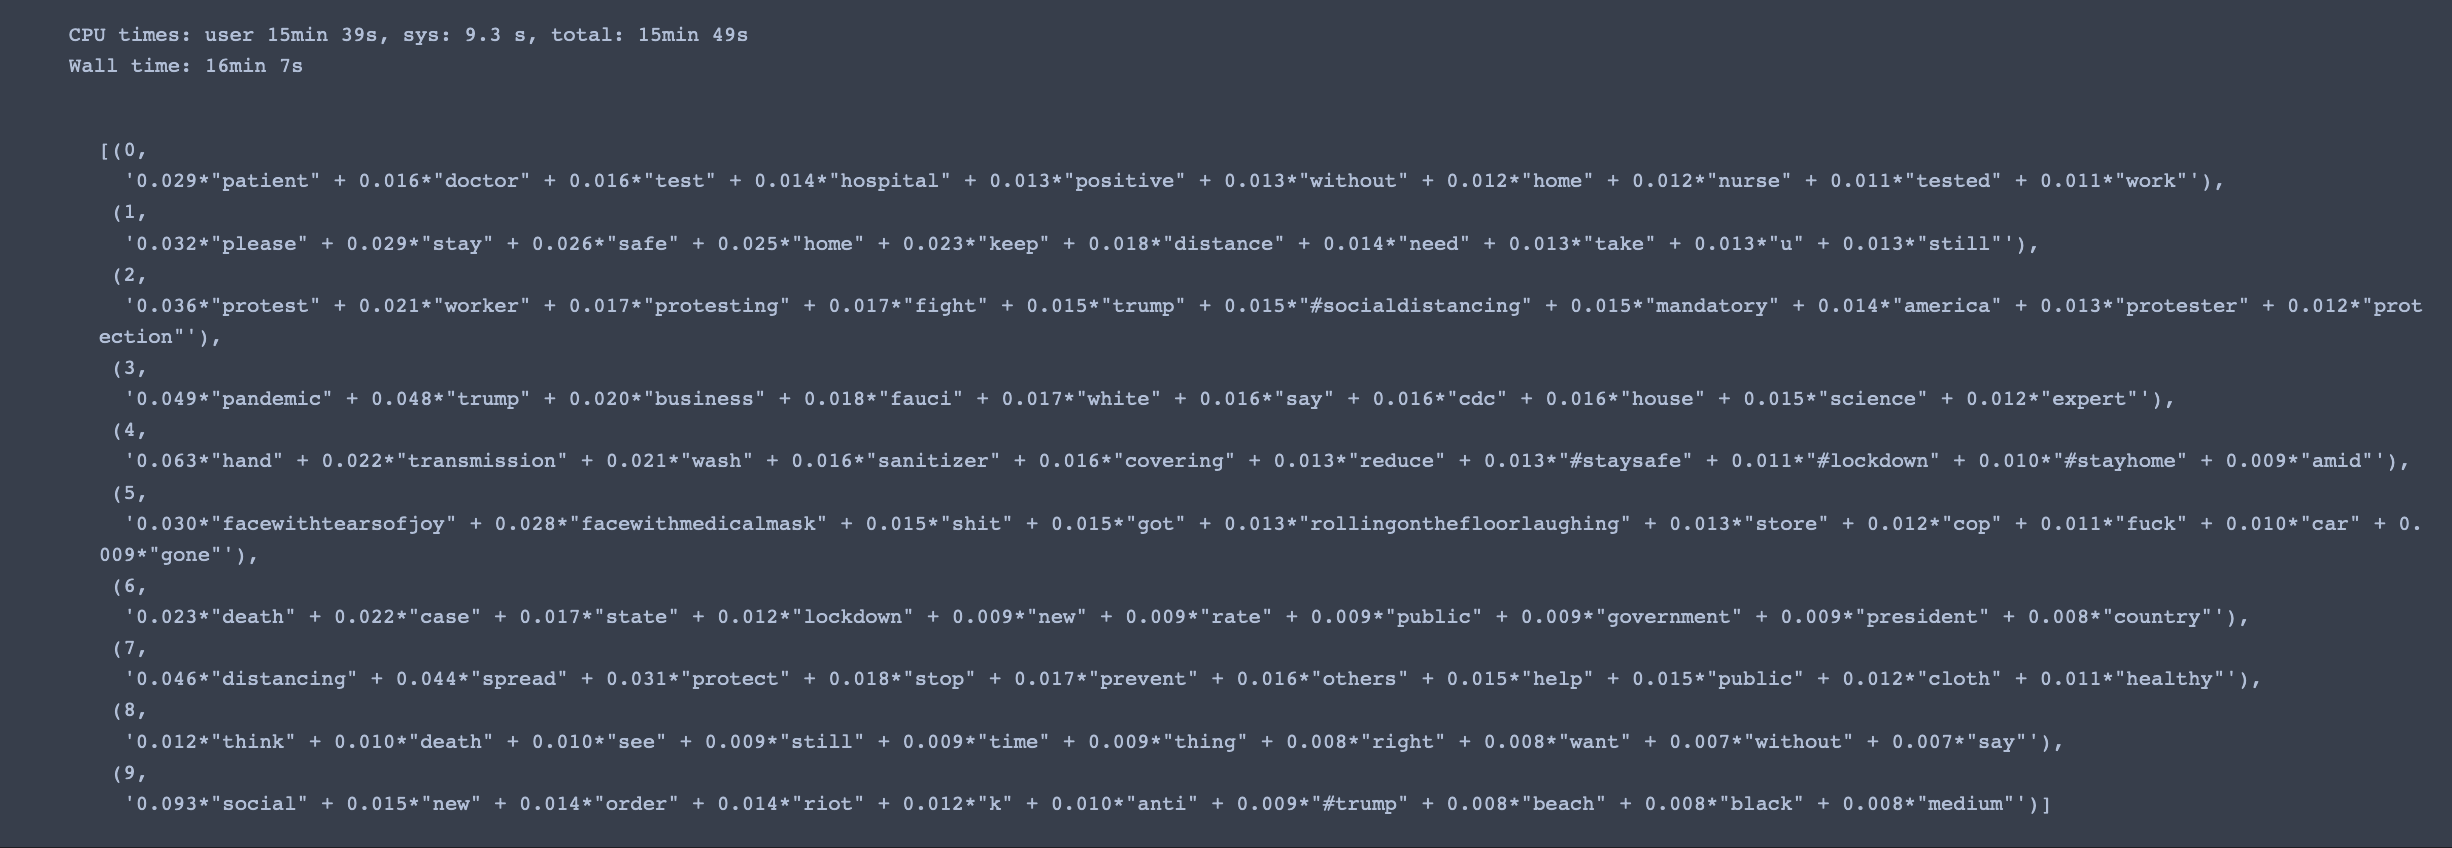 CPU times: user 15min 39s, sys: 9.3 s, total: 15min 49s
Wall time: 16min 7s
[(0,
'0.029*"patient" + 0.016*"doctor" + 0.016*"test" + 0.014*"hospital" + 0.013*"positive" + 0.013*"without" + 0.012*"home" + 0.012*"nurse" + 0.011*"tested" + 0.011*"work"'),
(1,
'0.032*"please" + 0.029*"stay" + 0.026*"safe" + 0.025*"home" + 0.023*"keep" + 0.018*"distance" + 0.014*"need" + 0.013*"take" + 0.013*"u" + 0.013*"still"'),
(2,
'0.036*"protest" + 0.021*"worker" + 0.017*"protesting" + 0.017*"fight" + 0.015*"trump" + 0.015*"#socialdistancing" + 0.015*"mandatory" + 0.014*"america" + 0.013*"protester" + 0.012*"prot
ection"'),
(3,
'0.049*"pandemic" + 0.048*"trump" + 0.020*"business" + 0.018*"fauci" + 0.017*"white" + 0.016*"say" + 0.016*"cdc" + 0.016*"house" + 0.015*"science" + 0.012*"expert"'),
(4,
'0.063*"hand" + 0.022*"transmission" + 0.021*"wash" + 0.016*"sanitizer" + 0.016*"covering" + 0.013*"reduce" + 0.013*"#staysafe" + 0.011*"#lockdown" + 0.010*"#stayhome" + 0.009*"amid"'),
(5,
'0.030*"facewithtearsofjoy" + 0.028*"facewithmedicalmask" + 0.015*"shit" + 0.015*"got" + 0.013*"rollingonthefloorlaughing" + 0.013*"store" + 0.012*"cop" + 0.011*"fuck" + 0.010*"car" + 0.
009*"gone"'),
(6,
'0.023*"death" + 0.022*"case" + 0.017*"state" + 0.012*"lockdown" + 0.009*"new" + 0.009*"rate" + 0.009*"public" + 0.009*"government" + 0.009*"president" + 0.008*"country"'),
(7,
'0.046*"distancing" + 0.044*"spread" + 0.031*"protect" + 0.018*"stop" + 0.017*"prevent" + 0.016*"others" + 0.015*"help" + 0.015*"public" + 0.012*"cloth" + 0.011*"healthy"'),
(8,
'0.012*"think" + 0.010*"death" + 0.010*"see" + 0.009*"still" + 0.009*"time" + 0.009*"thing" + 0.008*"right" + 0.008*"want" + 0.007*"without" + 0.007*"say"'),
(9,
'0.093*"social" + 0.015*"new" + 0.014*"order" + 0.014*"riot" + 0.012*"k" + 0.010*"anti" + 0.009*"#trump" + 0.008*"beach" + 0.008*"black" + 0.008*"medium"')]